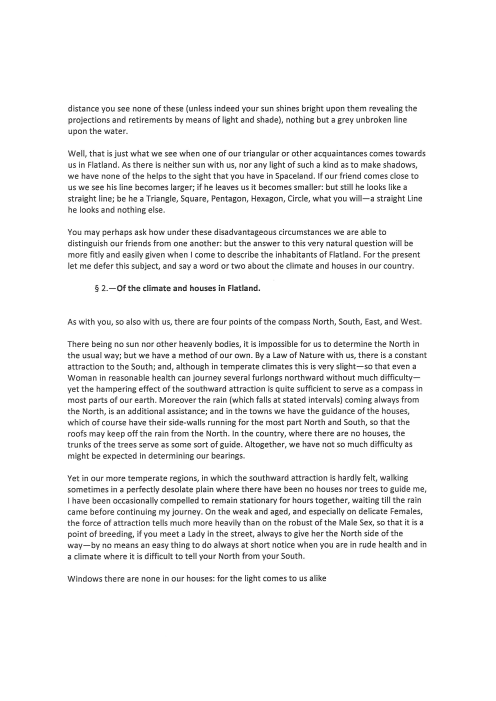 distance you see none of these (unless indeed your sun shines bright upon them revealing the
projections and retirements by means of light and shade), nothing but a grey unbroken line
upon the water.
Well, that is just what we see when one of our triangular or other acquaintances comes towards
us in Flatland. As there is neither sun with us, nor any light of such a kind as to make shadows,
we have none of the helps to the sight that you have in Spaceland. If our friend comes close to
us we see his line becomes larger; if he leaves us it becomes smaller: but still he looks like a
straight line; be he a Triangle, Square, Pentagon, Hexagon, Circle, what you will—a straight Line
he looks and nothing else.
You may perhaps ask how under these disadvantageous circumstances we are able to
distinguish our friends from one another: but the answer to this very natural question will be
more fitly and easily given when I come to describe the inhabitants of Flatland. For the present
let me defer this subject, and say a word or two about the climate and houses in our country.
§ 2.—Of the climate and houses in Flatland.
As with you, so also with us, there are four points of the compass North, South, East, and West.
There being no sun nor other heavenly bodies, it is impossible for us to determine the North in
the usual way; but we have a method of our own. By a Law of Nature with us, there is a constant
attraction to the South; and, although in temperate climates this is very slight—so that even a
Woman in reasonable health can journey several furlongs northward without much difficulty—
yet the hampering effect of the southward attraction is quite sufficient to serve as a compass in
most parts of our earth. Moreover the rain (which falls at stated intervals) coming always from
the North, is an additional assistance; and in the towns we have the guidance of the houses,
which of course have their side-walls running for the most part North and South, so that the
roofs may keep off the rain from the North. In the country, where there are no houses, the
trunks of the trees serve as some sort of guide. Altogether, we have not so much difficulty as
might be expected in determining our bearings.
Yet in our more temperate regions, in which the southward attraction is hardly felt, walking
sometimes in a perfectly desolate plain where there have been no houses nor trees to guide me,
I have been occasionally compelled to remain stationary for hours together, waiting till the rain
came before continuing my journey. On the weak and aged, and especially on delicate Females,
the force of attraction tells much more heavily than on the robust of the Male Sex, so that it is a
point of breeding, if you meet a Lady in the street, always to give her the North side of the
way—by no means an easy thing to do always at short notice when you are in rude health and in
a climate where it is difficult to tell your North from your South.
Windows there are none in our houses: for the light comes to us alike